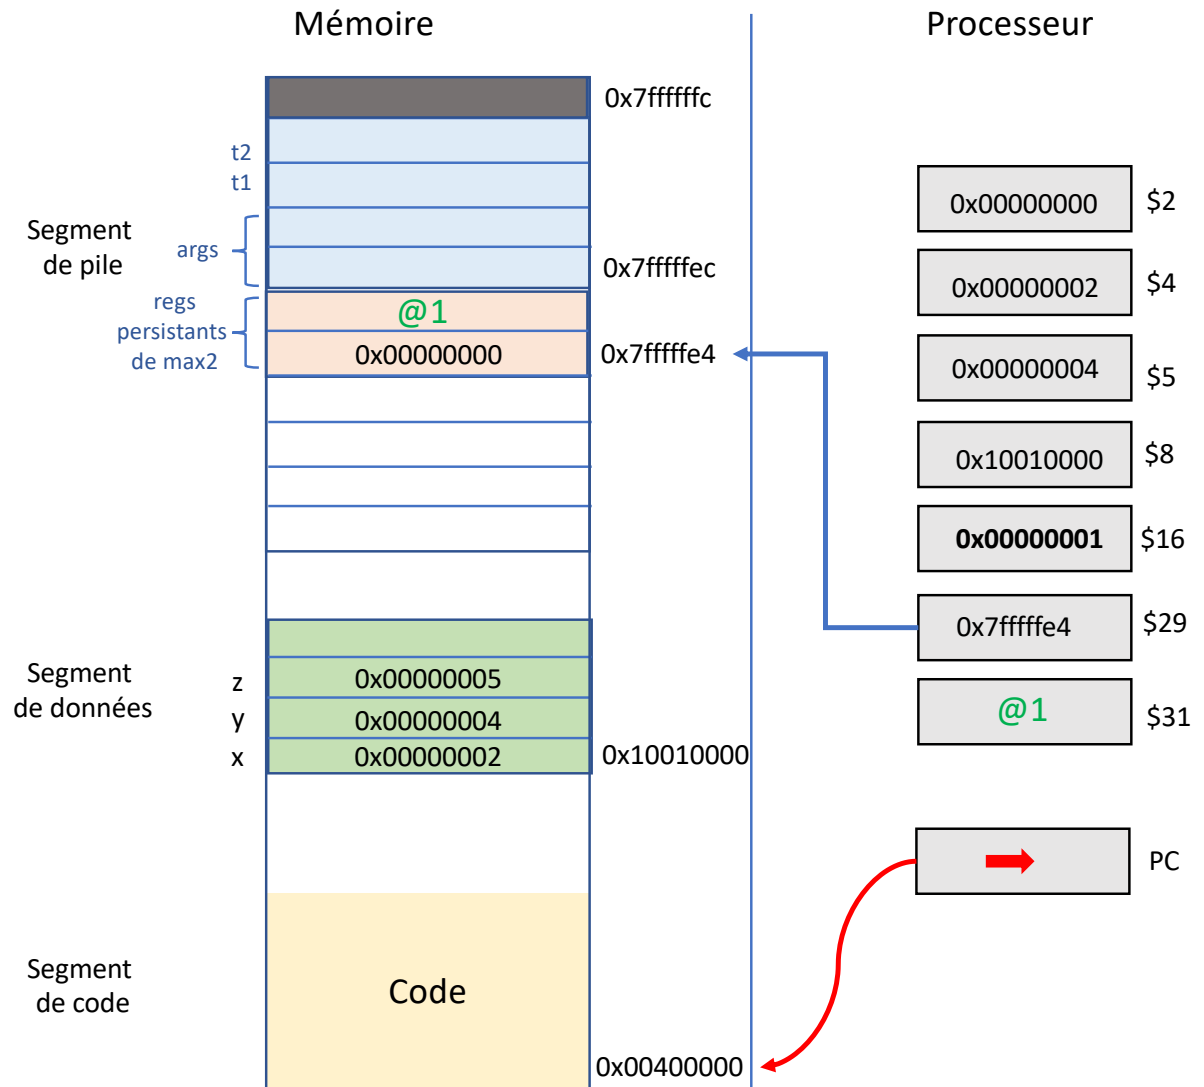 Mémoire
Processeur
0x7ffffffc
t2
t1
Segment
de pile
args
0x7fffffec
regs
persistants
de max2
@1
0x00000000
0x7fffffe4
0x00000000
$2
0x00000002
$4
0x00000004
$5
0x10010000
$8
0x00000001
$16
0x7fffffe4
$29
@1
$31
Segment
de données
z
0x00000005
y
0x00000004
x
0x00000002
0x10010000
PC
Segment
de code
Code
0x00400000